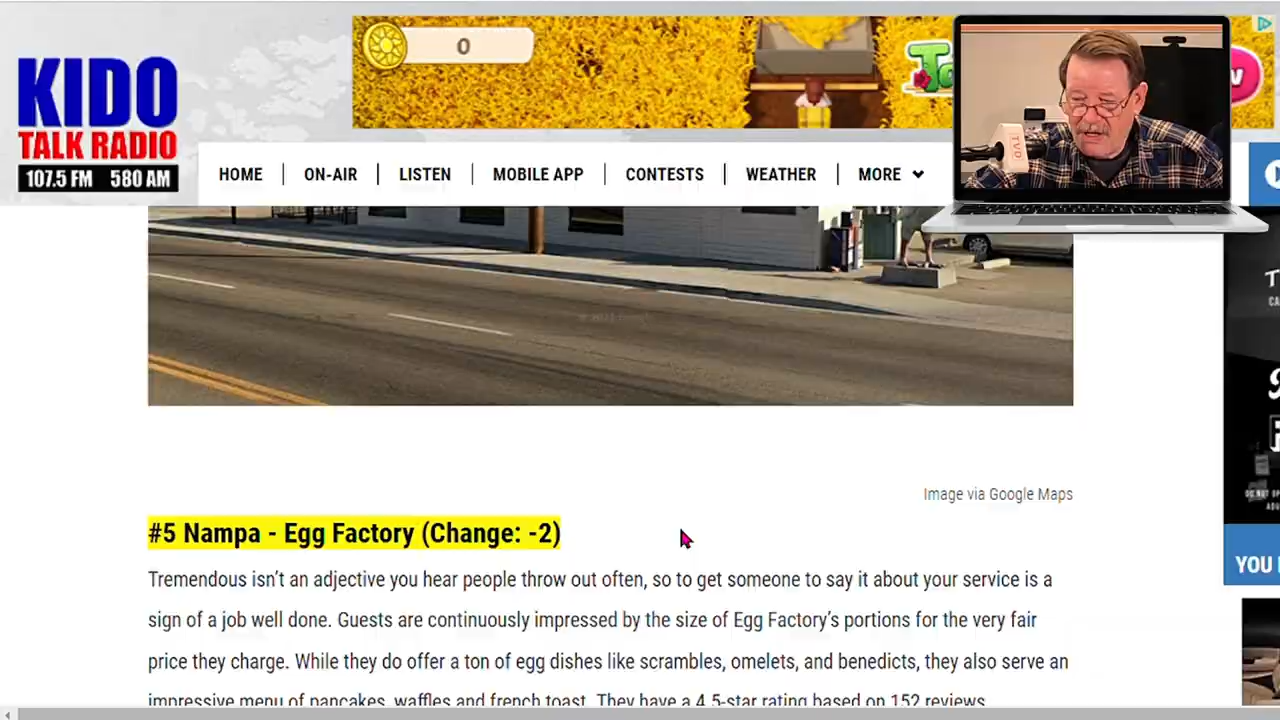 KIDO
TALK RADIO
107.5 FM 580 AM
0
TVD
HOME
ON-AIR
LISTEN
MOBILE APP
CONTESTS
WEATHER
MORE
Image via Google Maps
#5 Nampa - Egg Factory (Change: -2)
Tremendous isn't an adjective you hear people throw out often, so to get someone to say it about your service is a
sign of a job well done. Guests are continuously impressed by the size of Egg Factory's portions for the very fair
price they charge. While they do offer a ton of egg dishes like scrambles, omelets, and benedicts, they also serve an
impressive menu of pancakes, waffles and french toast. They have a 4.5-star rating based on 152 reviews.
YOU